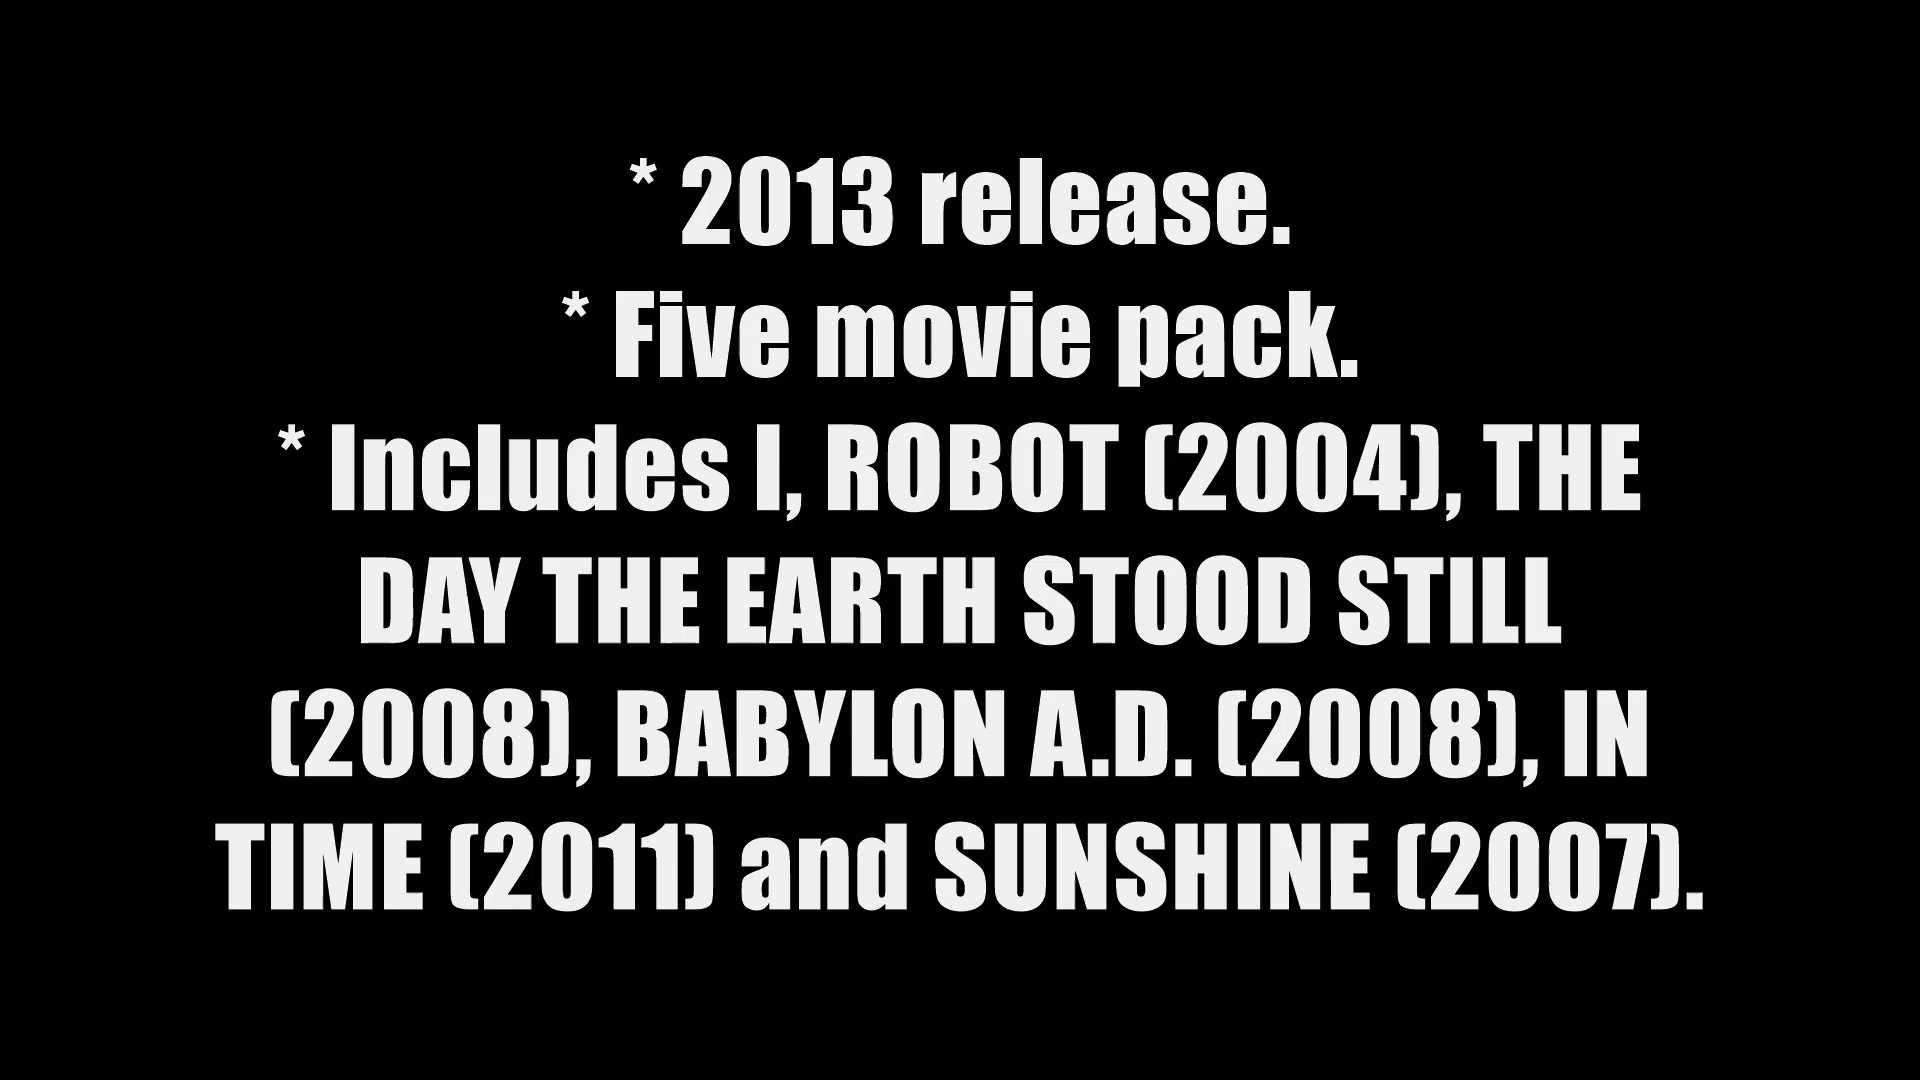 * 2013 release.
* Five movie pack.
* Includes I, ROBOT (2004), THE
DAY THE EARTH STOOD STILL
(2008), BABYLON A.D. (2008), IN
TIME (2011) and SUNSHINE (2007).